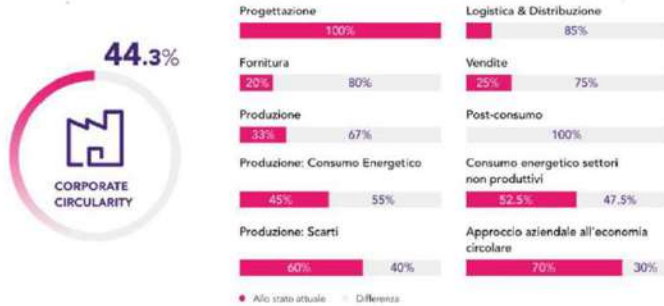 44.3%
CORPORATE
CIRCULARITY
Progettazione
100%
Fornitura
20% 80%
Produzione
33% 67%
Produzione: Consumo Energetico
45% 55%
Produzione: Scarti
60% 40%
Logistica & Distribuzione
85%
Vendite
25% 75%
Post-consumo
100%
Consumo energetico settori
non produttivi
52.5% 47.5%
Approccio aziendale all'economia
circolare
70% 30%
Allo stato attuale Differenza